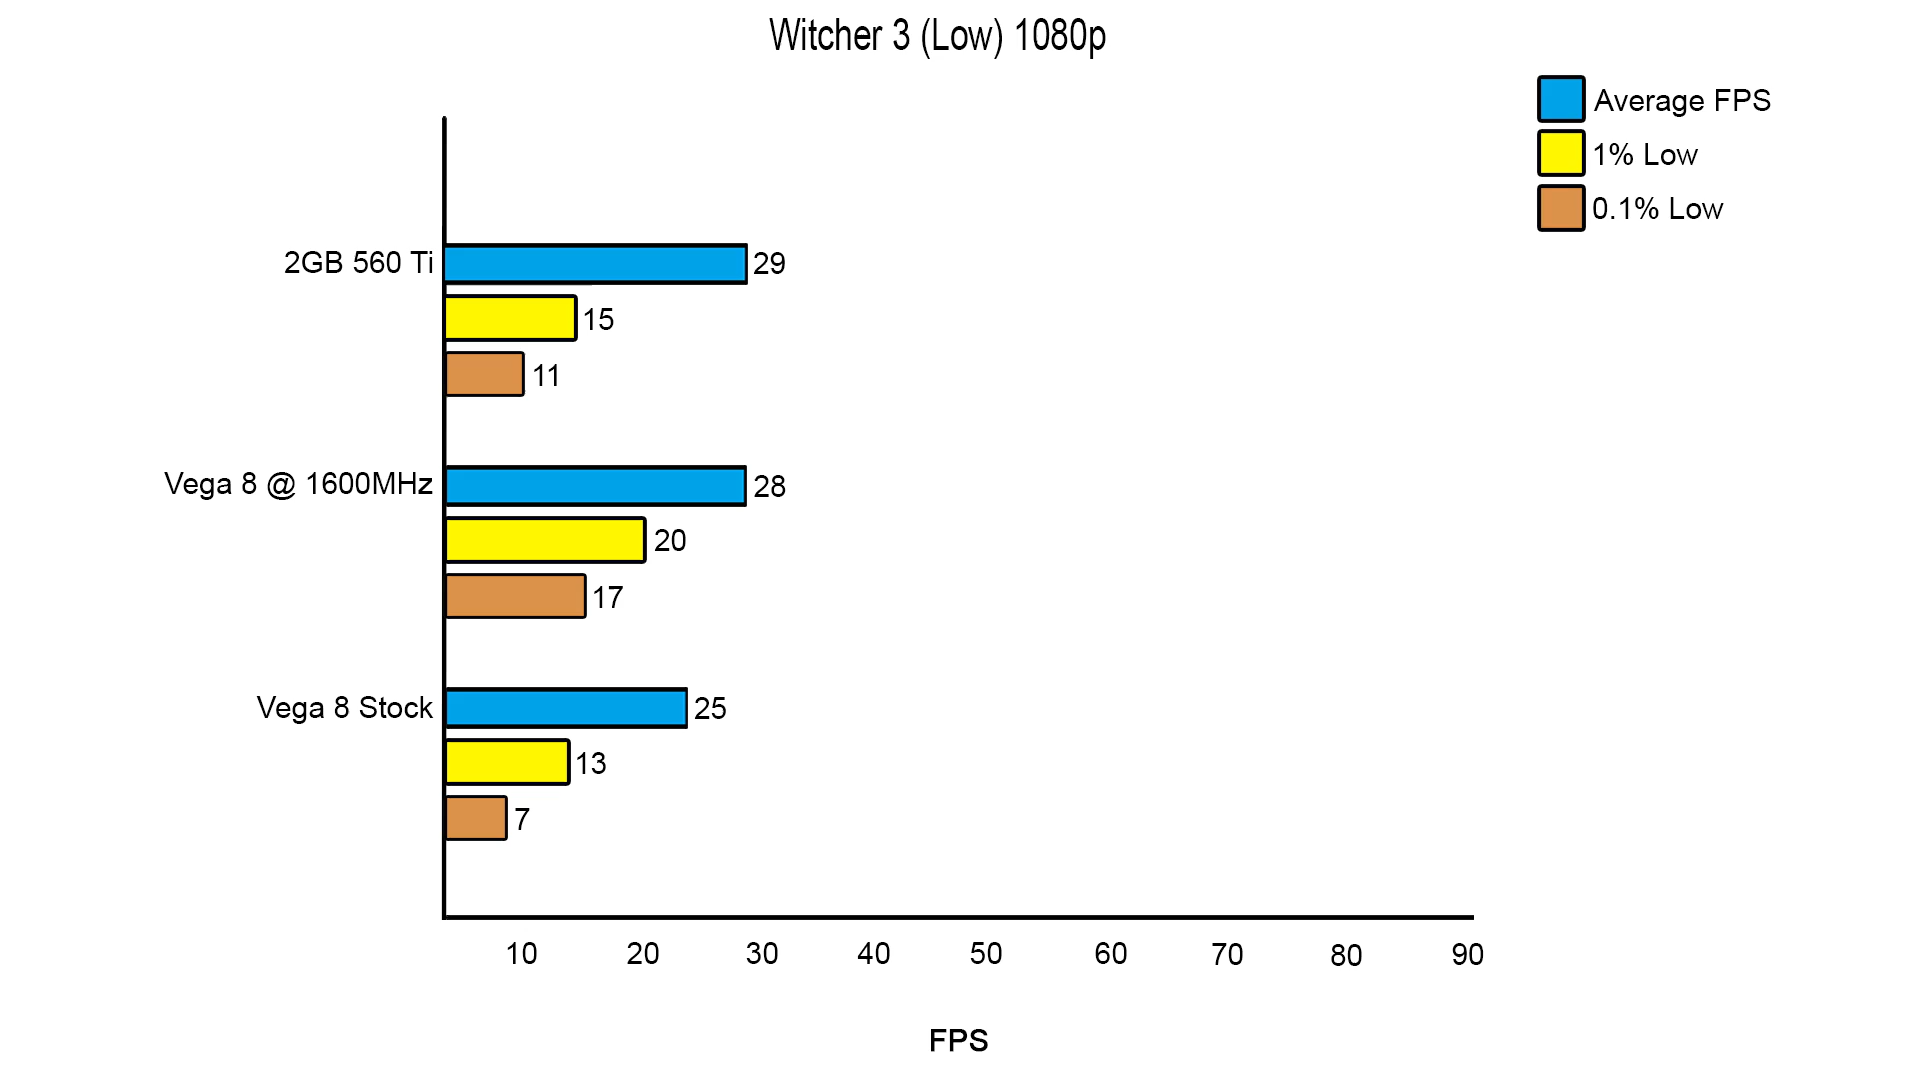 Witcher 3 (Low) 1080p
Average FPS
1% Low
0.1% Low
2GB 560 Ti
29
15
11
Vega 8 @ 1600MHz
28
20
17
Vega 8 Stock
25
13
7
10 20 30 40 50 60 70 80 90
FPS